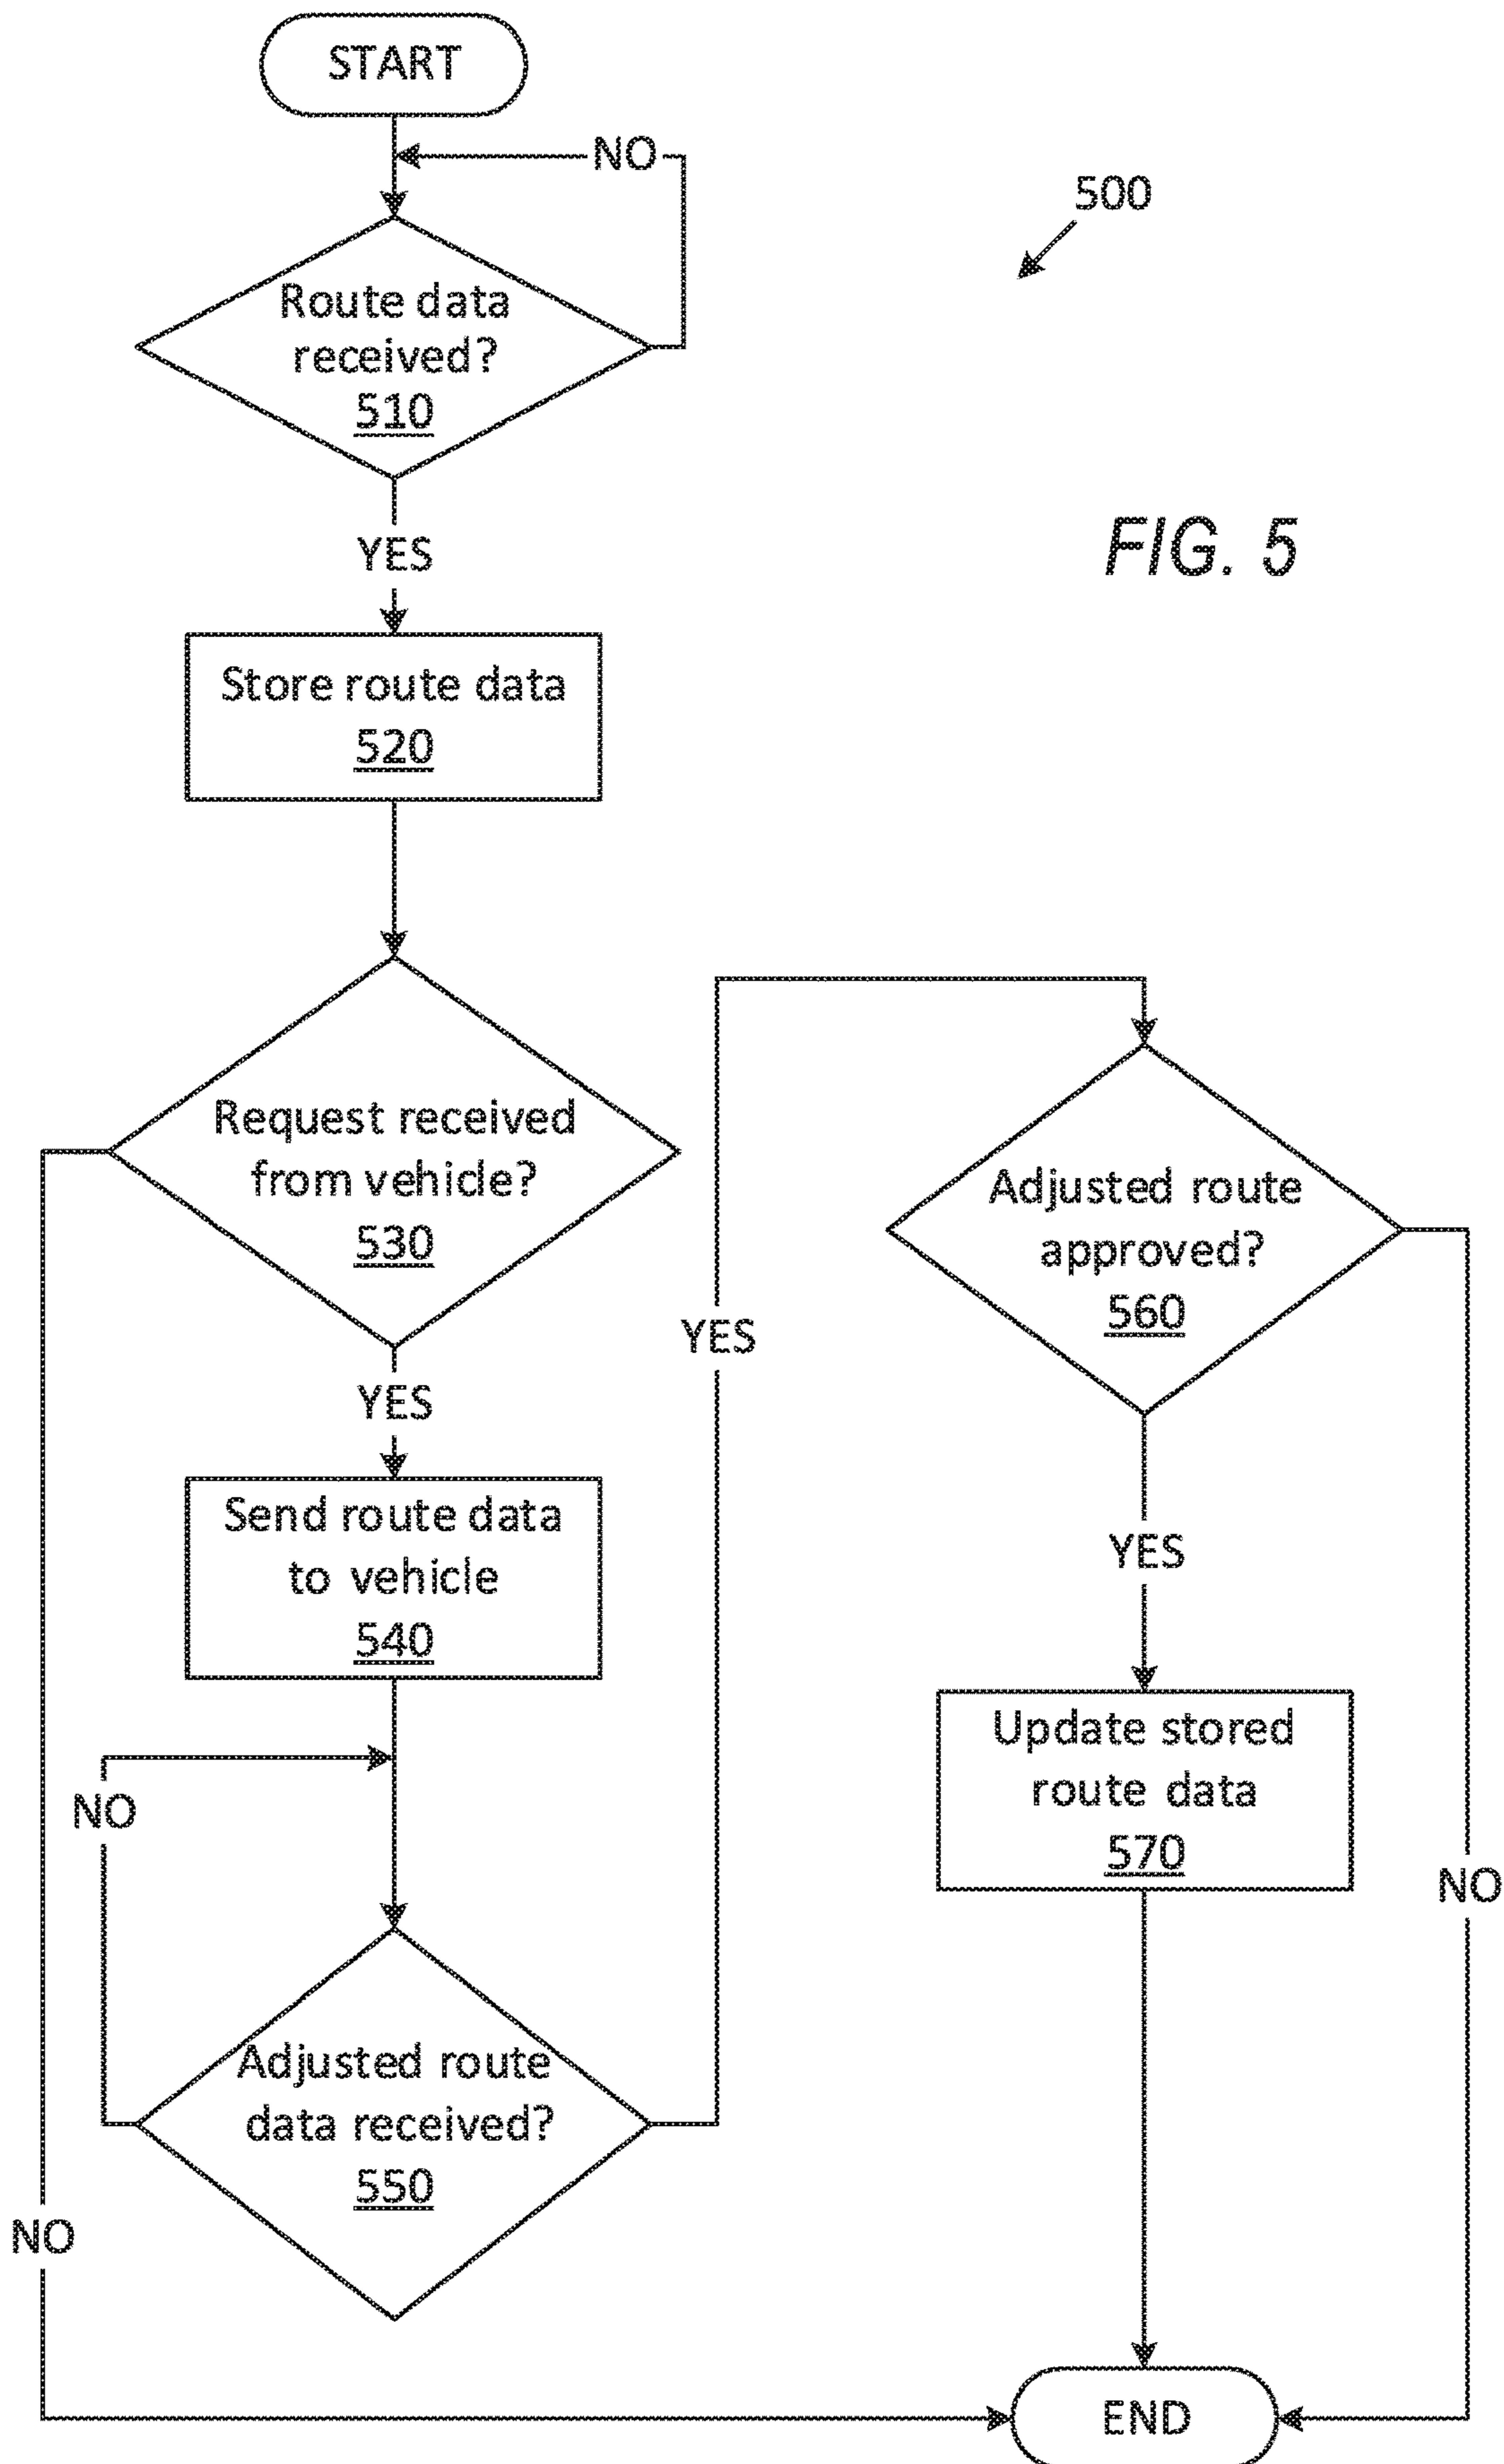 START
NO
500
Route data
received?
510
YES
FIG. 5
Store route data
520
Request received
from vehicle?
530
YES
Send route data
to vehicle
540
NO
Adjusted route
data received?
550
NO
YES
Adjusted route
approved?
560
YES
Update stored
route data
570
NO
END